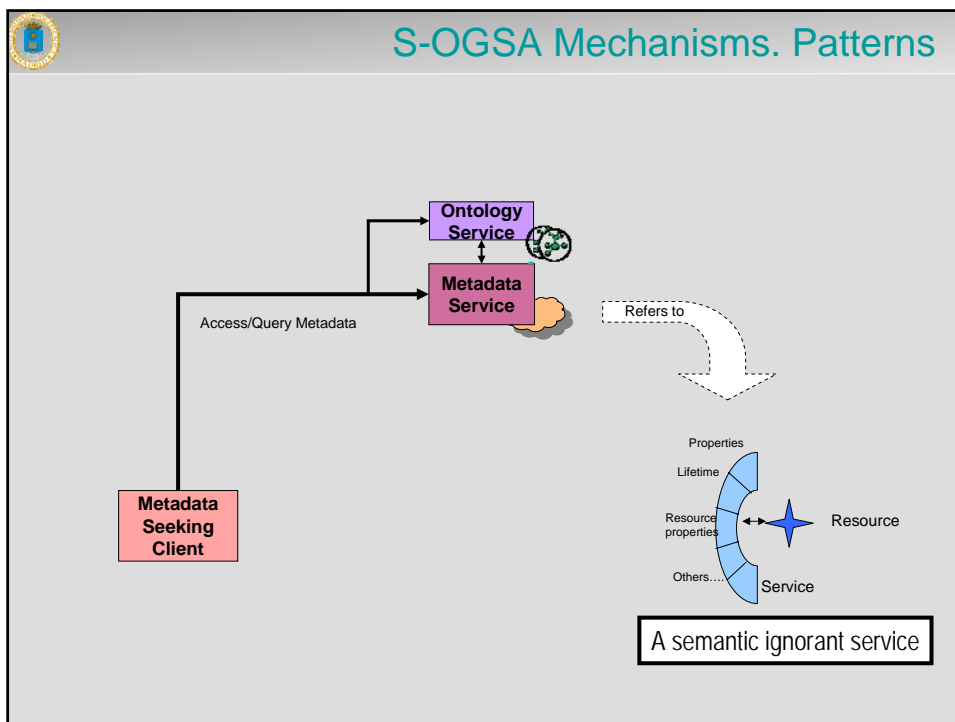 S-OGSA Mechanisms. Patterns
Ontology
Service
Metadata
Service
Access/Query Metadata
Refers to
Properties
Lifetime
Metadata
Seeking
Client
Resource
properties
Resource
Others....
Service
A semantic ignorant service